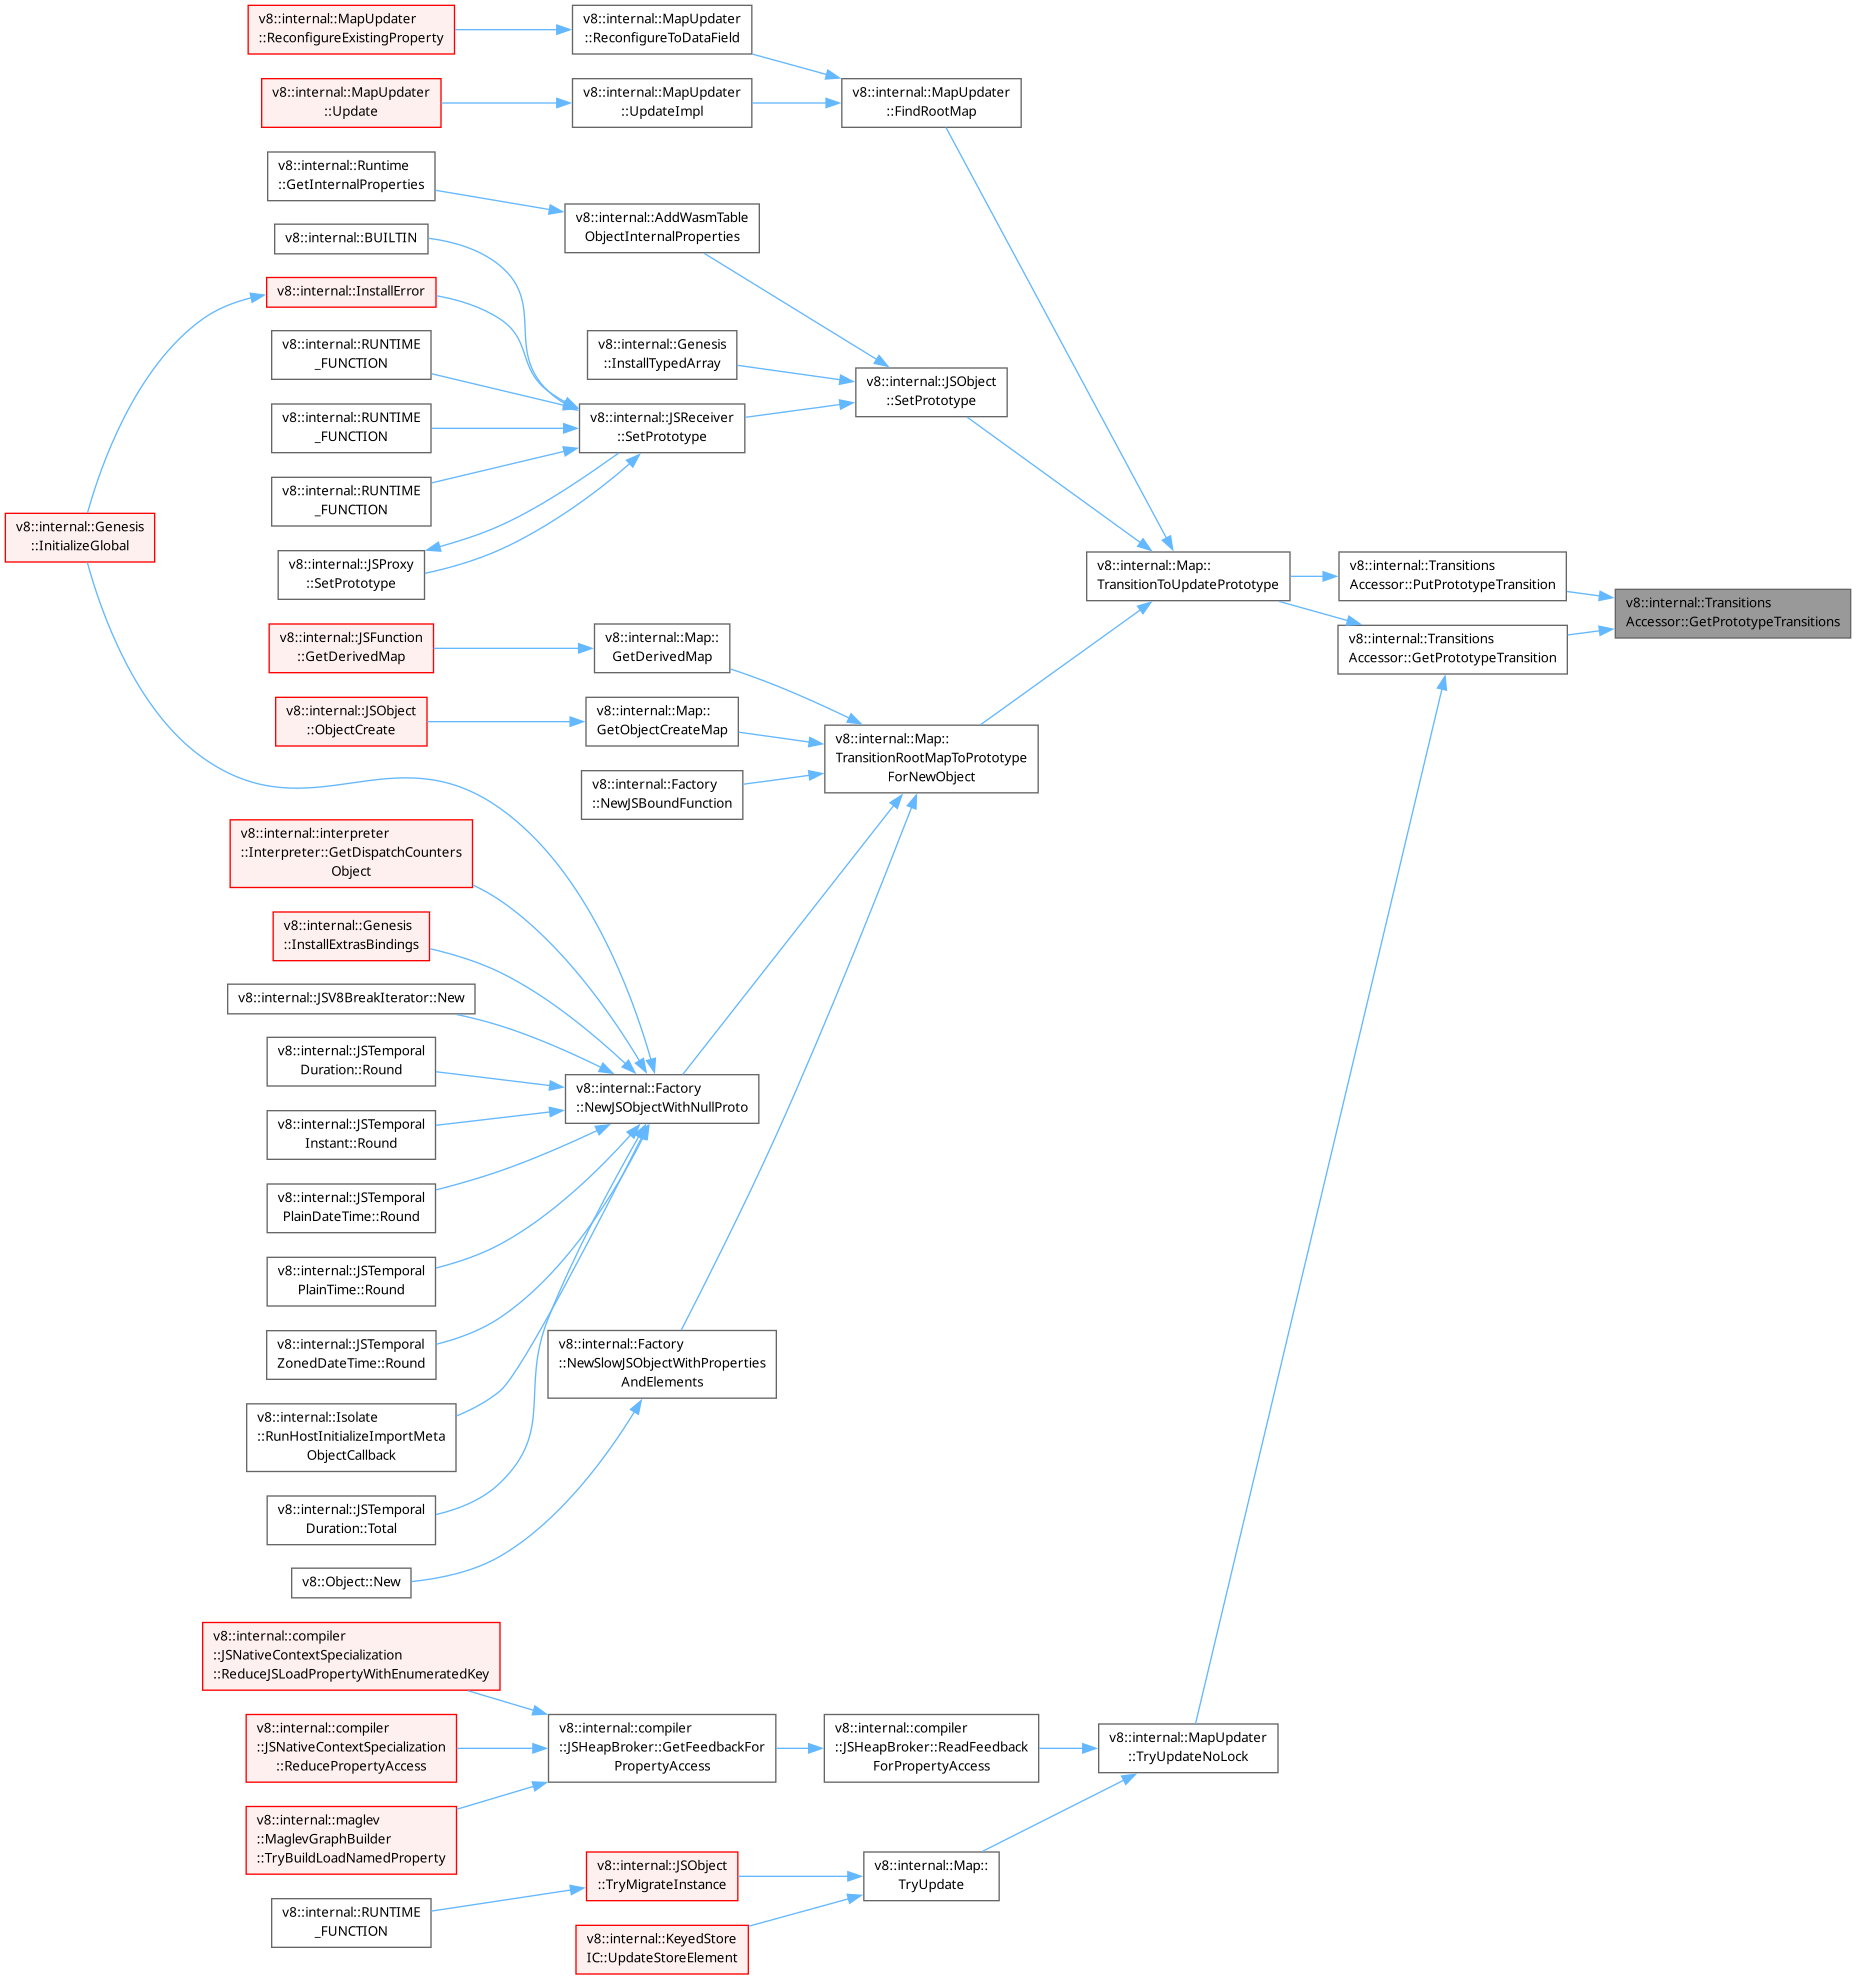 v8::internal::MapUpdater
::ReconfigureExistingProperty
v8::internal::MapUpdater
::ReconfigureToDataField
v8::internal::MapUpdater
::Update
v8::internal::MapUpdater
::UpdateImpl
v8::internal::MapUpdater
::FindRootMap
v8::internal::Runtime
::GetInternalProperties
v8::internal::AddWasmTable
ObjectInternalProperties
v8::internal::BUILTIN
v8::internal::InstallError
v8::internal::RUNTIME
_FUNCTION
v8::internal::Genesis
::InstallTypedArray
v8::internal::JSObject
::SetPrototype
v8::internal::RUNTIME
_FUNCTION
v8::internal::JSReceiver
::SetPrototype
v8::internal::RUNTIME
_FUNCTION
v8::internal::Genesis
::InitializeGlobal
v8::internal::JSProxy
::SetPrototype
v8::internal::Map::
TransitionToUpdatePrototype
v8::internal::Transitions
Accessor::PutPrototypeTransition
v8::internal::Transitions
Accessor::GetPrototypeTransitions
v8::internal::Transitions
Accessor::GetPrototypeTransition
v8::internal::JSFunction
::GetDerivedMap
v8::internal::Map::
GetDerivedMap
v8::internal::JSObject
::ObjectCreate
v8::internal::Map::
GetObjectCreateMap
v8::internal::Map::
TransitionRootMapToPrototype
ForNewObject
v8::internal::Factory
::NewJSBoundFunction
v8::internal::interpreter
::Interpreter::GetDispatchCounters
Object
v8::internal::Genesis
::InstallExtrasBindings
v8::internal::JSV8BreakIterator::New
v8::internal::JSTemporal
Duration::Round
v8::internal::Factory
::NewJSObjectWithNullProto
v8::internal::JSTemporal
Instant::Round
v8::internal::JSTemporal
PlainDateTime::Round
v8::internal::JSTemporal
PlainTime::Round
v8::internal::JSTemporal
ZonedDateTime::Round
v8::internal::Factory
::NewSlowJSObjectWithProperties
AndElements
v8::internal::Isolate
::RunHostInitializeImportMeta
ObjectCallback
v8::internal::JSTemporal
Duration::Total
v8::Object::New
v8::internal::compiler
::JSNativeContextSpecialization
::ReduceJSLoadPropertyWithEnumeratedKey
v8::internal::compiler
::JSNativeContextSpecialization
::ReducePropertyAccess
v8::internal::compiler
::JSHeapBroker::GetFeedbackFor
PropertyAccess
v8::internal::compiler
::JSHeapBroker::ReadFeedback
ForPropertyAccess
v8::internal::MapUpdater
::TryUpdateNoLock
v8::internal::maglev
::MaglevGraphBuilder
::TryBuildLoadNamedProperty
v8::internal::JSObject
::TryMigrateInstance
v8::internal::Map::
TryUpdate
v8::internal::RUNTIME
_FUNCTION
v8::internal::KeyedStore
IC::UpdateStoreElement